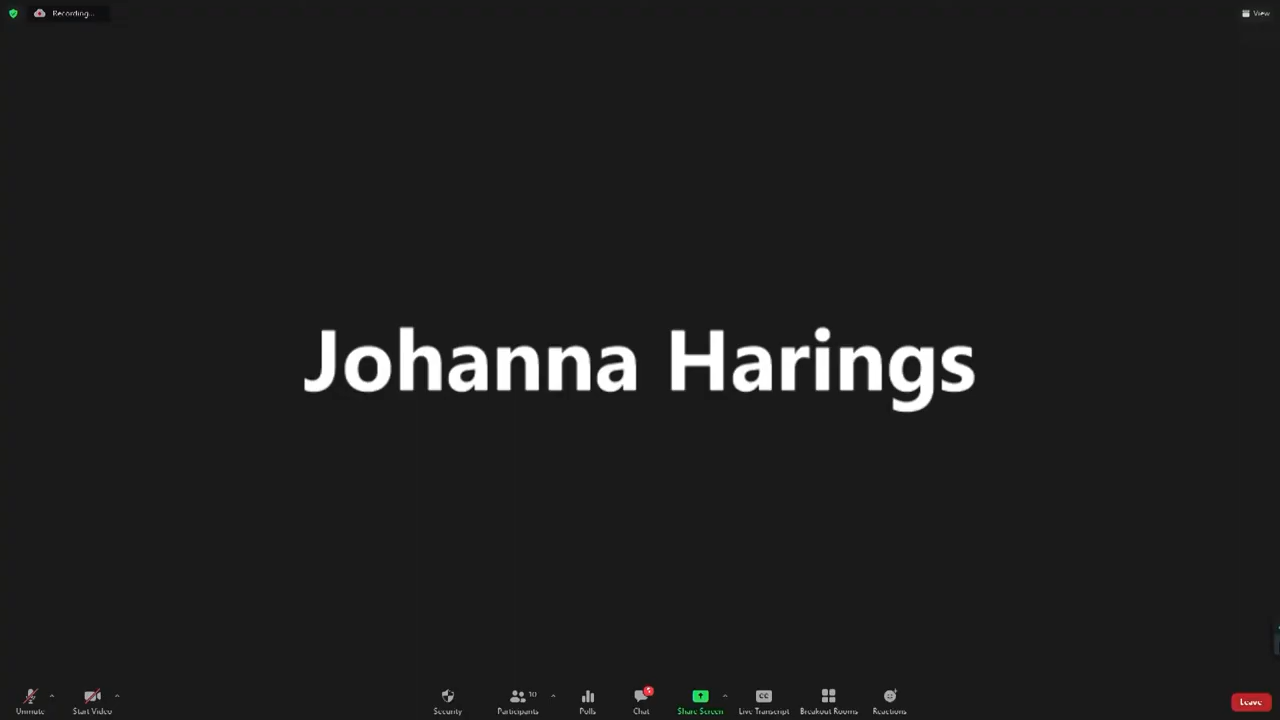 Recording...
View
Johanna Harings
Unmute
Start Video
Security
Participants
10
Polls
Chat
Share Screen
CC
Live Transcript
Breakout Rooms
Reactions
Leave